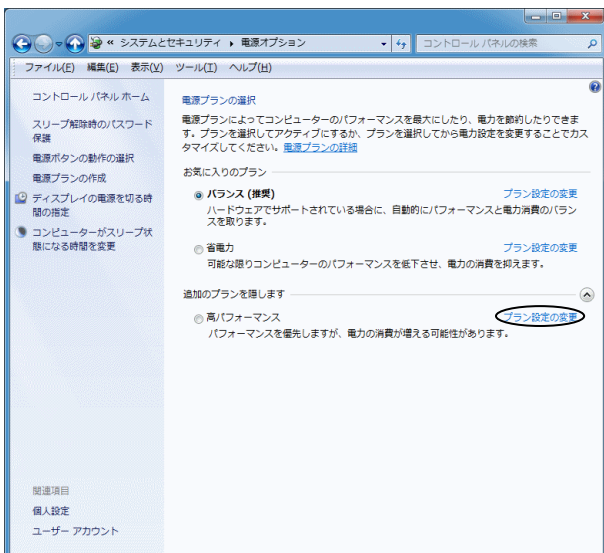 « システムとセキュリティ ▸ 電源オプション
コントロール パネルの検索
ファイル(F) 編集(E) 表示(V) ツール(T) ヘルプ(H)
コントロール パネル ホーム
スリープ解除時のパスワード
保護
電源ボタンの動作の選択
電源プランの作成
ディスプレイの電源を切る時
間の指定
コンピューターがスリープ状
態になる時間を変更
電源プランの選択
電源プランによってコンピューターのパフォーマンスを最大にしたり、電力を節約したりできま
す。プランを選択してアクティブにするか、プランを選択してから電力設定を変更することでカス
タマイズしてください。電源プランの詳細
お気に入りのプラン
バランス (推奨) プラン設定の変更
ハードウェアでサポートされている場合に、自動的にパフォーマンスと電力消費のバラン
スを取ります。
省電力 プラン設定の変更
可能な限りコンピューターのパフォーマンスを低下させ、電力の消費を抑えます。
追加のプランを隠します
高パフォーマンス プラン設定の変更
パフォーマンスを優先しますが、電力の消費が増える可能性があります。
関連項目
個人設定
ユーザー アカウント